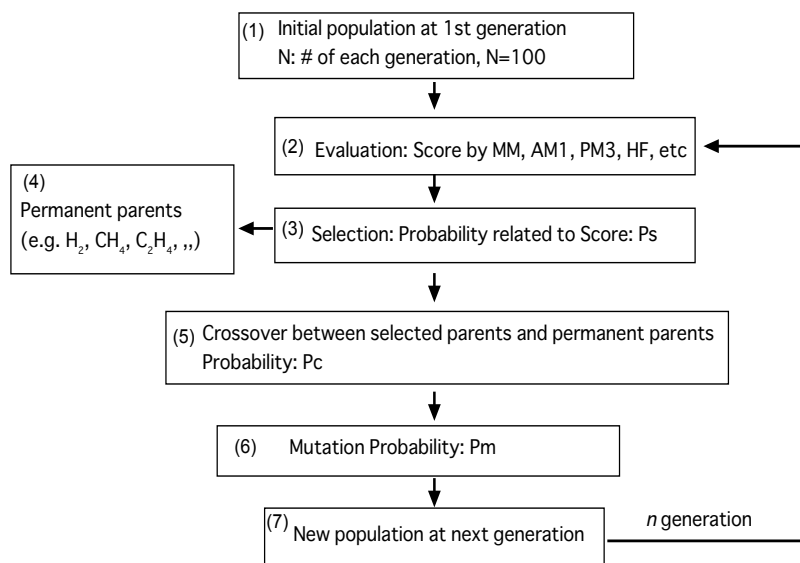 (1) Initial population at 1st generation
N: # of each generation, N=100
(2) Evaluation: Score by MM, AM1, PM3, HF, etc
(4)
Permanent parents
(e.g. H₂, CH₄, C₂H₄, ,,)
(3) Selection: Probability related to Score: Ps
(5) Crossover between selected parents and permanent parents
Probability: Pc
(6) Mutation Probability: Pm
(7) New population at next generation
n generation